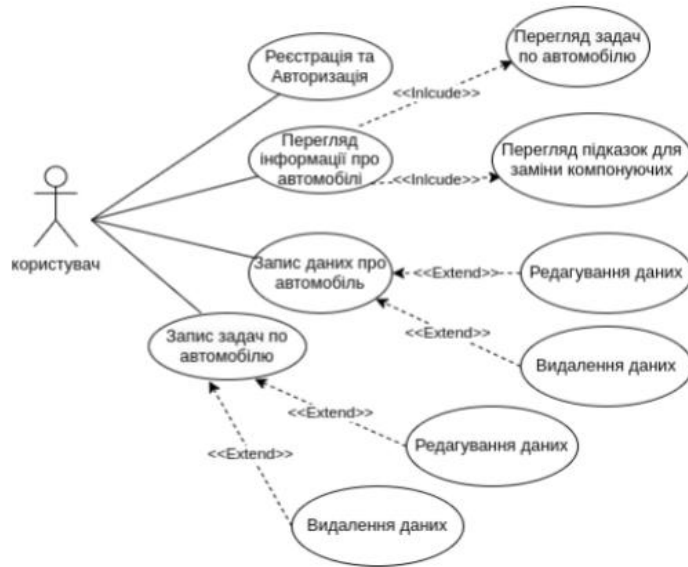 Реєстрація та
Авторизація
Перегляд задач
по автомобілю
<<Inlcude>>
Перегляд
інформації про
автомобілі
Перегляд підказок для
заміни компонуючих
<<Inlcude>>
користувач
Запис даних про
автомобіль
<<Extend>>
Редагування даних
<<Extend>>
Видалення даних
Запис задач по
автомобілю
<<Extend>>
Редагування даних
<<Extend>>
Видалення даних